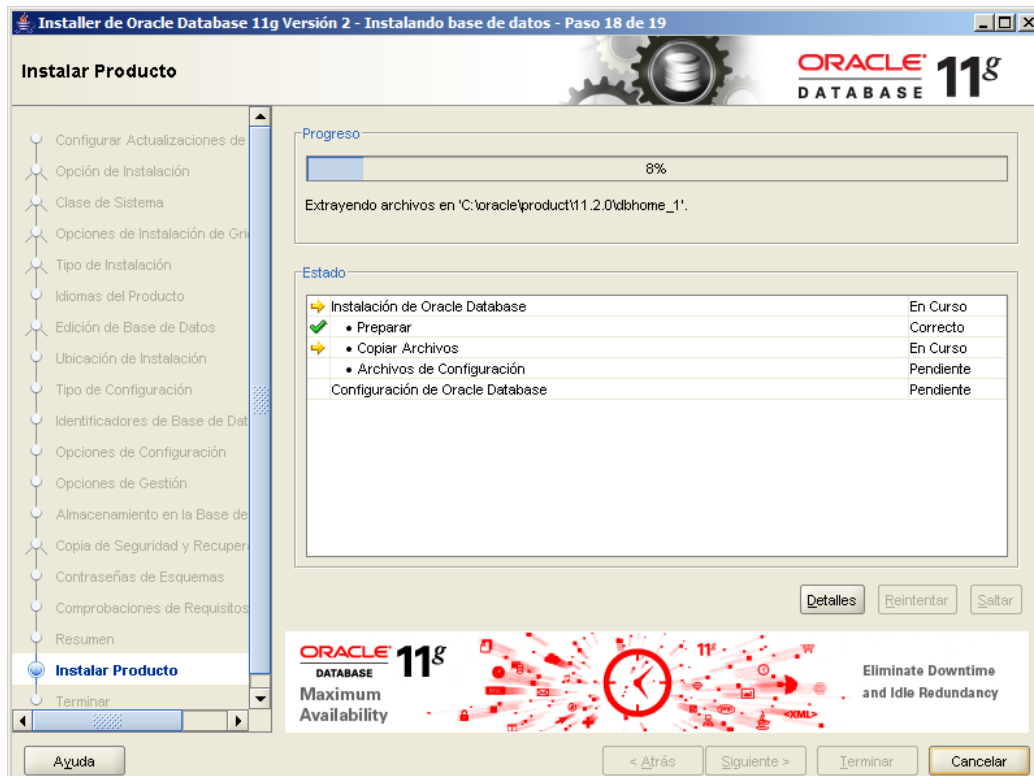 Installer de Oracle Database 11g Versión 2 - Instalando base de datos - Paso 18 de 19
Instalar Producto
ORACLE DATABASE 11g
Configurar Actualizaciones de
Opción de Instalación
Clase de Sistema
Opciones de Instalación de Gri
Tipo de Instalación
Idiomas del Producto
Edición de Base de Datos
Ubicación de Instalación
Tipo de Configuración
Identificadores de Base de Dat
Opciones de Configuración
Opciones de Gestión
Almacenamiento en la Base de
Copia de Seguridad y Recuper
Contraseñas de Esquemas
Comprobaciones de Requisitos
Resumen
Instalar Producto
Terminar
Progreso
8%
Extrayendo archivos en 'C:\oracle\product\11.2.0\dbhome_1'.
Estado
Instalación de Oracle Database En Curso
• Preparar Correcto
• Copiar Archivos En Curso
• Archivos de Configuración Pendiente
Configuración de Oracle Database Pendiente
Detalles Reintentar Saltar
ORACLE DATABASE 11g
Maximum
Availability
11g
php
<XML>
Eliminate Downtime
and Idle Redundancy
Ayuda < Atrás Siguiente > Terminar Cancelar